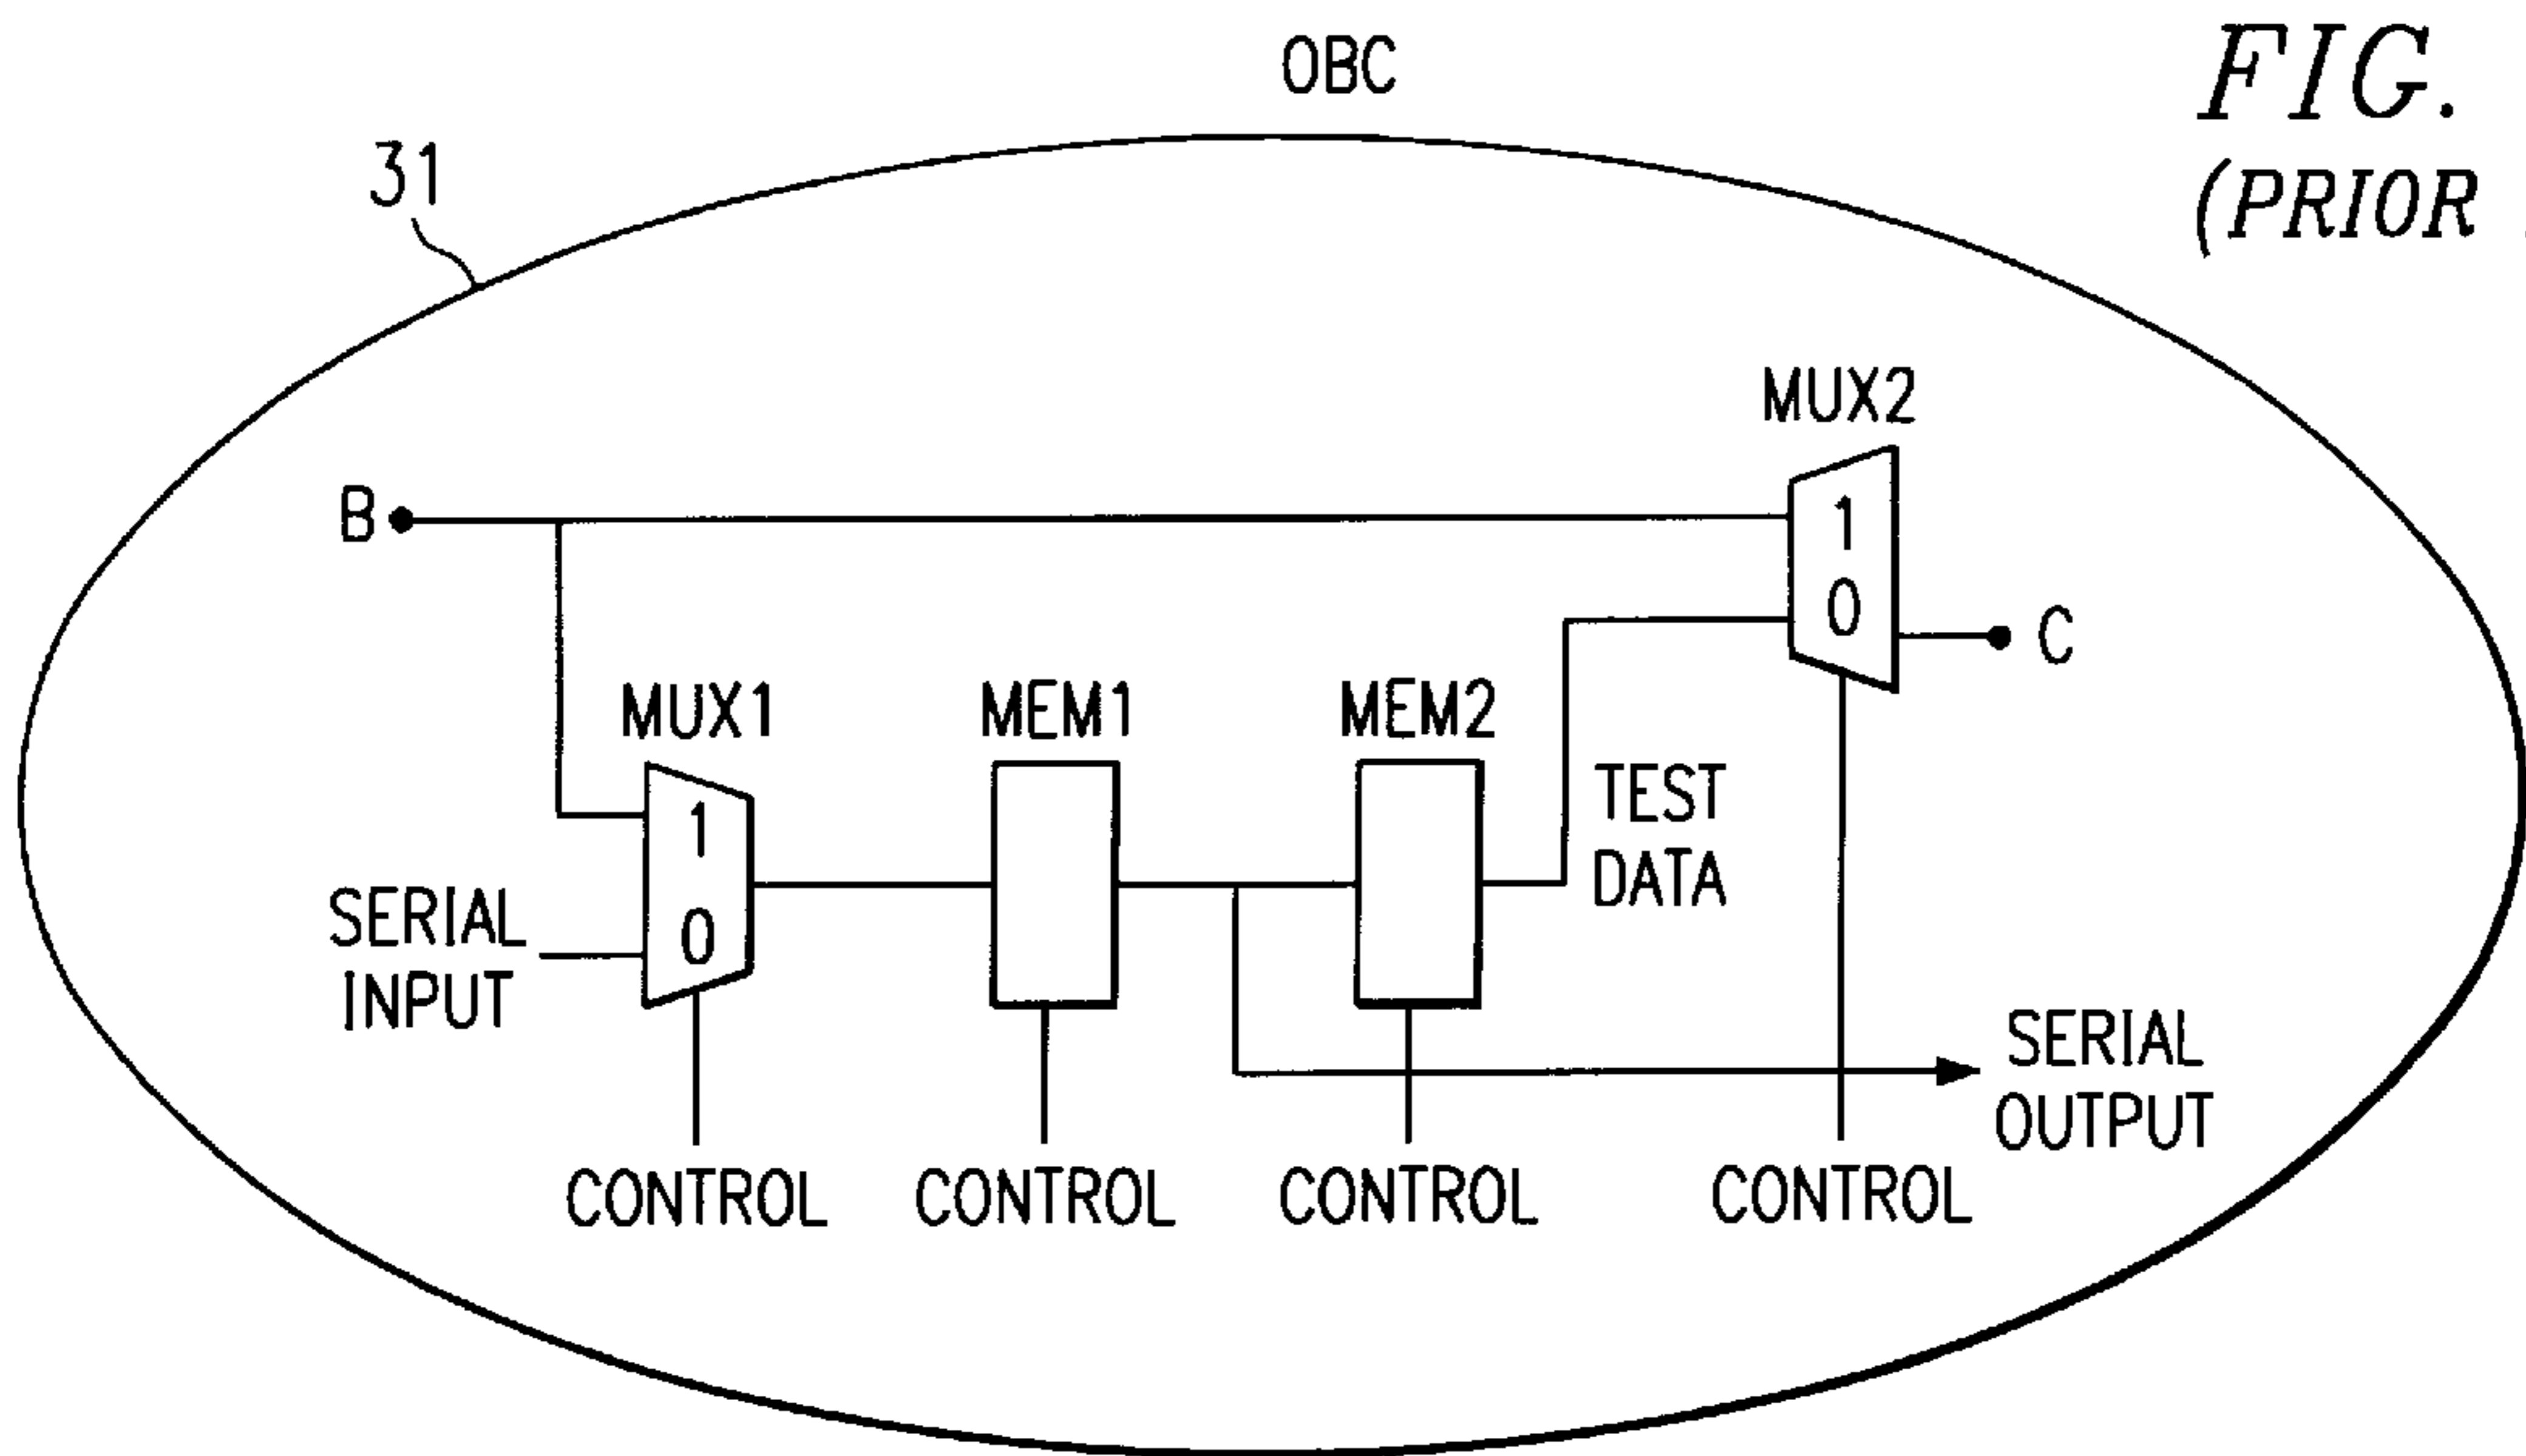 OBC
FIG.
(PRIOR
31
MUX2
B
1
0
C
MUX1
MEM1
MEM2
1
0
TEST
DATA
SERIAL
INPUT
SERIAL
OUTPUT
CONTROL
CONTROL
CONTROL
CONTROL